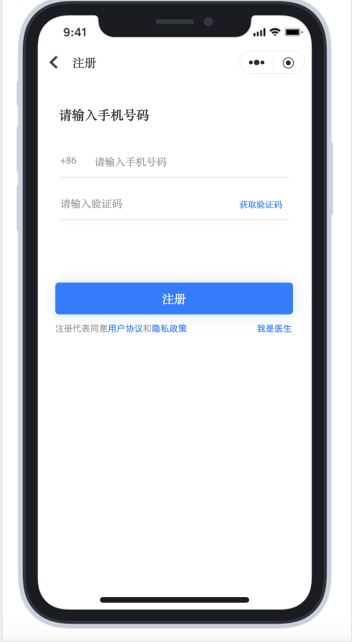 9:41
注册
请输入手机号码
+86 请输入手机号码
请输入验证码 获取验证码
注册
注册代表同意用户协议和隐私政策 我是医生